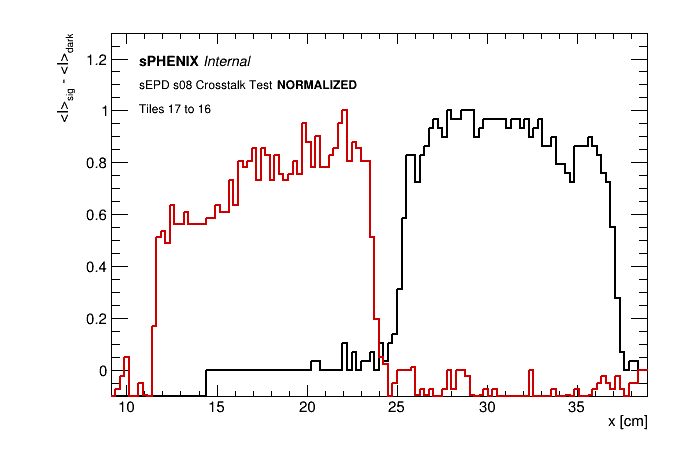 <I>sig - <I>dark
1.2
sPHENIX Internal
sEPD s08 Crosstalk Test NORMALIZED
1
Tiles 17 to 16
0.8
0.6
0.4
0.2
0
10 15 20 25 30 35
x [cm]